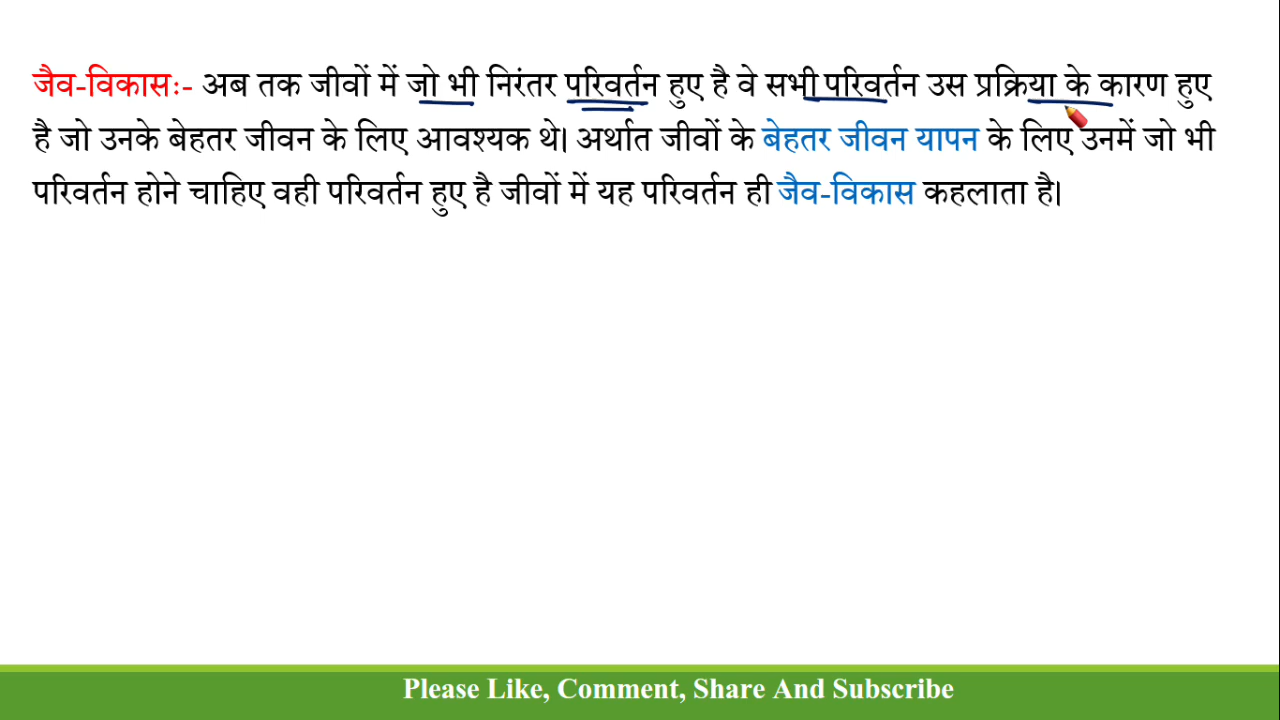 जैव-विकासः- अब तक जीवों में जो भी निरंतर परिवर्तन हुए है वे सभी परिवर्तन उस प्रक्रिया के कारण हुए
है जो उनके बेहतर जीवन के लिए आवश्यक थे। अर्थात जीवों के बेहतर जीवन यापन के लिए उनमें जो भी
परिवर्तन होने चाहिए वही परिवर्तन हुए है जीवों में यह परिवर्तन ही जैव-विकास कहलाता है।
Please Like, Comment, Share And Subscribe